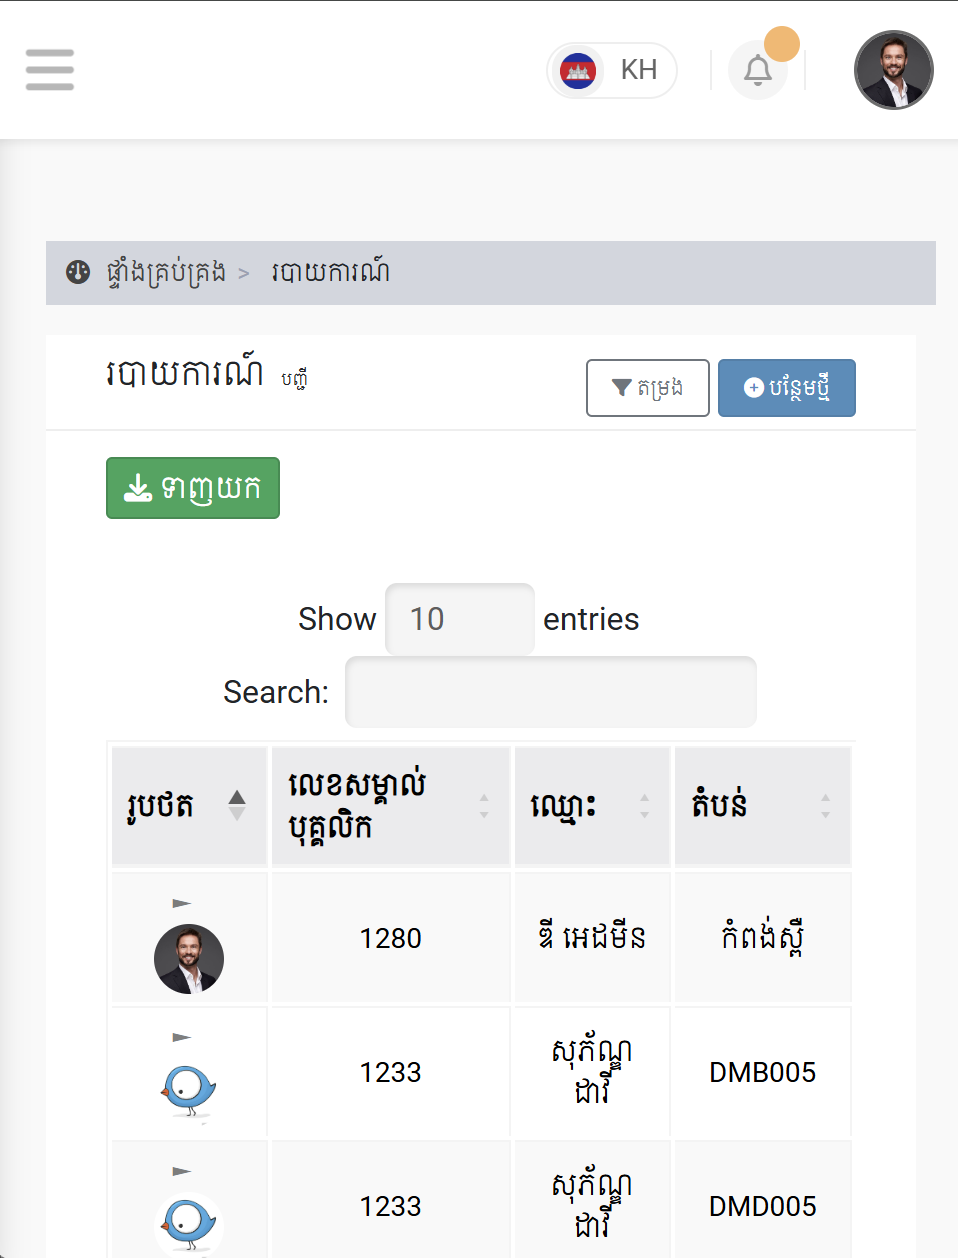 KH
ផ្ទាំងគ្រប់គ្រង > របាយការណ៍
របាយការណ៍ បញ្ជី
តម្រង
បន្ថែមថ្មី
ទាញយក
Show 10 entries
Search:
រូបថត
លេខសម្គាល់
បុគ្គលិក
ឈ្មោះ
តំបន់
1280
ឌី អេដមីន
កំពង់ស្ពឺ
1233
សុភ័ណ្ឌ
ដាវី
DMB005
1233
សុភ័ណ្ឌ
ដាវី
DMD005